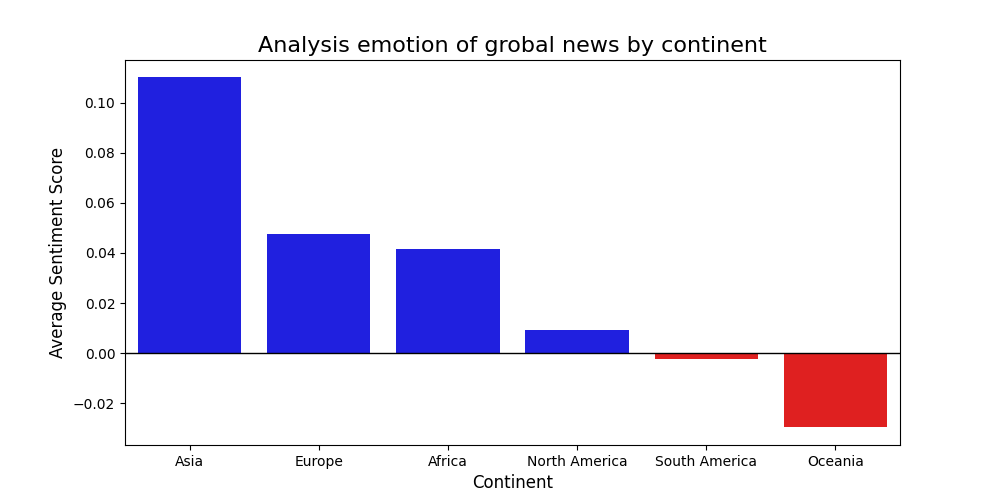 Analysis emotion of grobal news by continent
Average Sentiment Score
0.10
0.08
0.06
0.04
0.02
0.00
−0.02
Asia Europe Africa North America South America Oceania
Continent